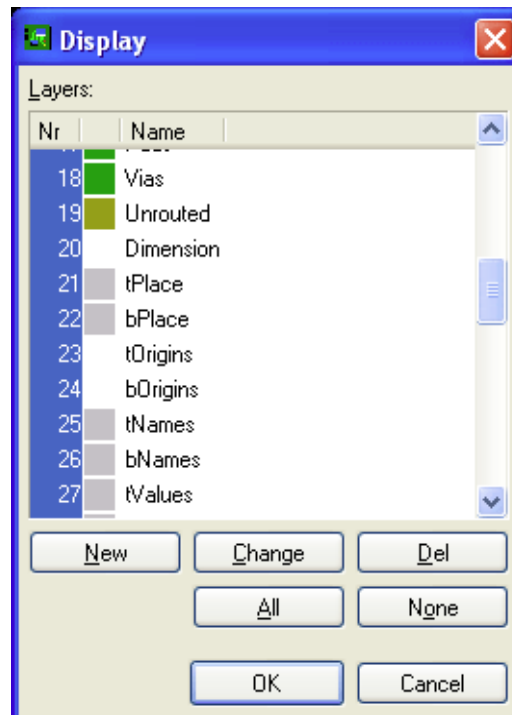 Display
Layers:
Nr Name
18 Vias
19 Unrouted
20 Dimension
21 tPlace
22 bPlace
23 tOrigins
24 bOrigins
25 tNames
26 bNames
27 tValues
New Change Del
All None
OK Cancel